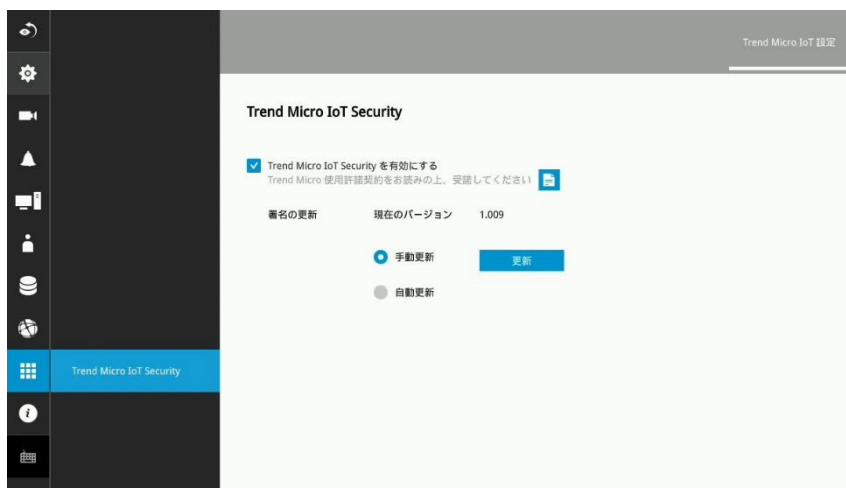 Trend Micro IoT 設定
Trend Micro IoT Security
Trend Micro IoT Security を有効にする
Trend Micro 使用許諾契約をお読みの上、受諾してください
署名の更新 現在のバージョン 1.009
手動更新 更新
自動更新
Trend Micro IoT Security